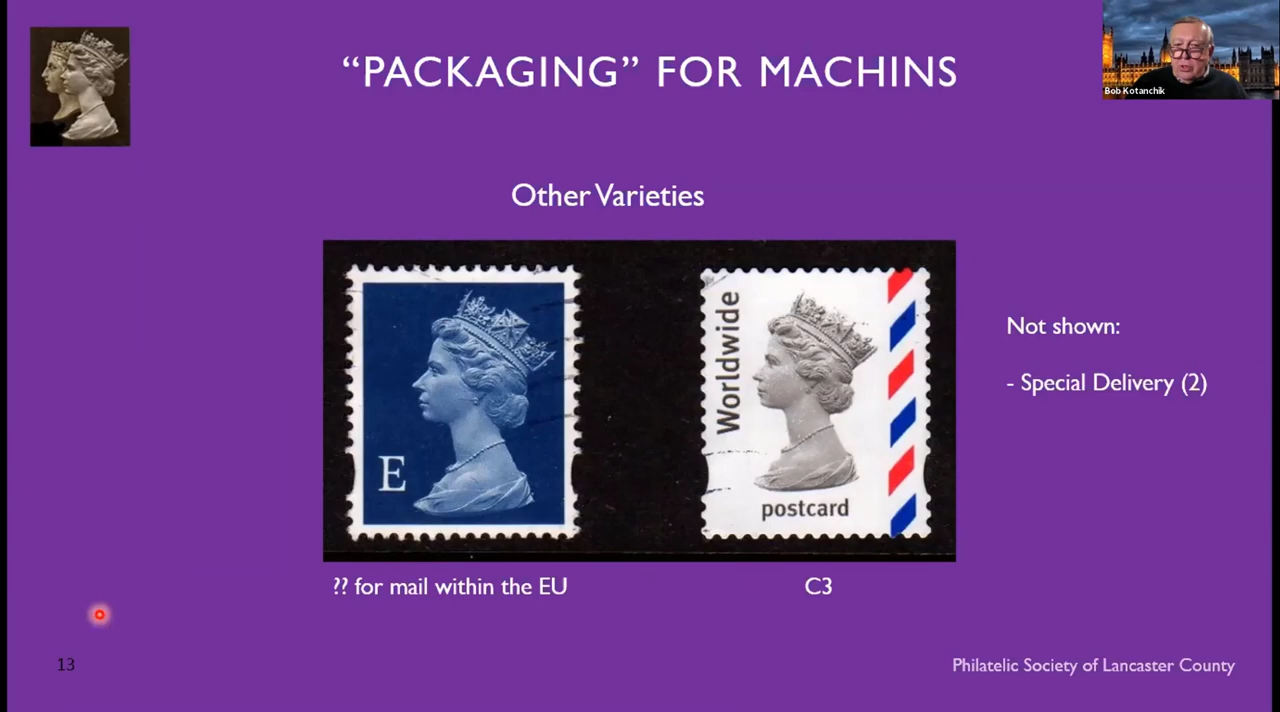 “PACKAGING” FOR MACHINS
Bob Kotanchik
Other Varieties
E
Worldwide
postcard
Not shown:
- Special Delivery (2)
?? for mail within the EU
C3
13
Philatelic Society of Lancaster County